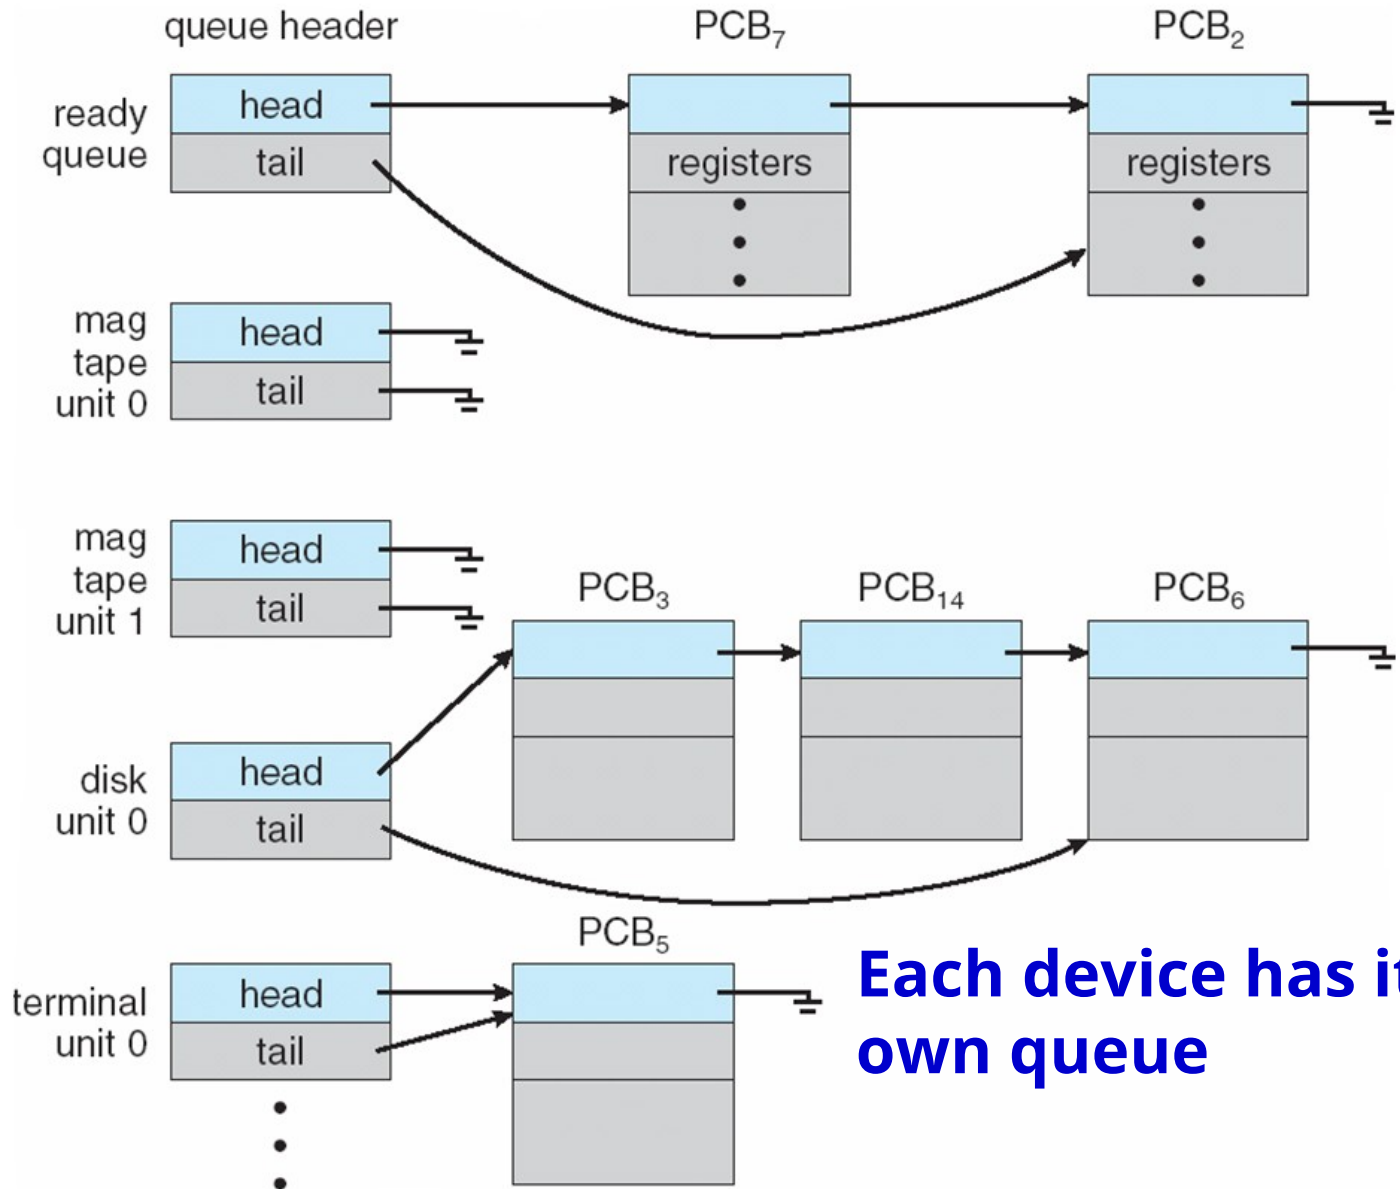 queue header
PCB₇
PCB₂
ready
queue
head
tail
registers
registers
mag
tape
unit 0
head
tail
mag
tape
unit 1
head
tail
PCB₃
PCB₁₄
PCB₆
disk
unit 0
head
tail
PCB₅
terminal
unit 0
head
tail
Each device has it
own queue